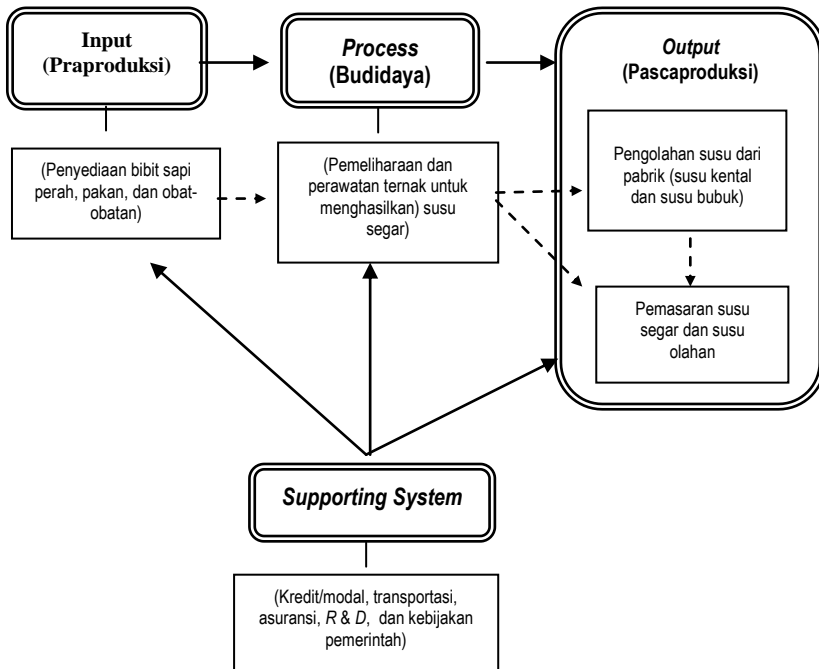 Input
(Praproduksi)
Process
(Budidaya)
Output
(Pascaproduksi)
(Penyediaan bibit sapi
perah, pakan, dan obat-
obatan)
(Pemeliharaan dan
perawatan ternak untuk
menghasilkan) susu
segar)
Pengolahan susu dari
pabrik (susu kental
dan susu bubuk)
Pemasaran susu
segar dan susu
olahan
Supporting System
(Kredit/modal, transportasi,
asuransi, R & D, dan kebijakan
pemerintah)